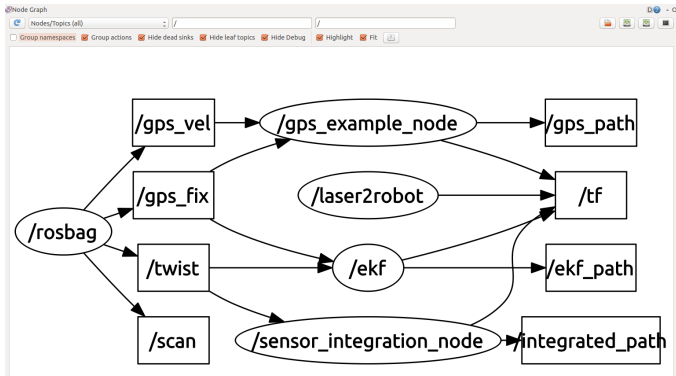 Node Graph
Nodes/Topics (all) / /
Group namespaces Group actions Hide dead sinks Hide leaf topics Hide Debug Highlight Fit
/gps_vel /gps_example_node /gps_path
/gps_fix /laser2robot /tf
/rosbag
/twist /ekf /ekf_path
/scan /sensor_integration_node /integrated_path